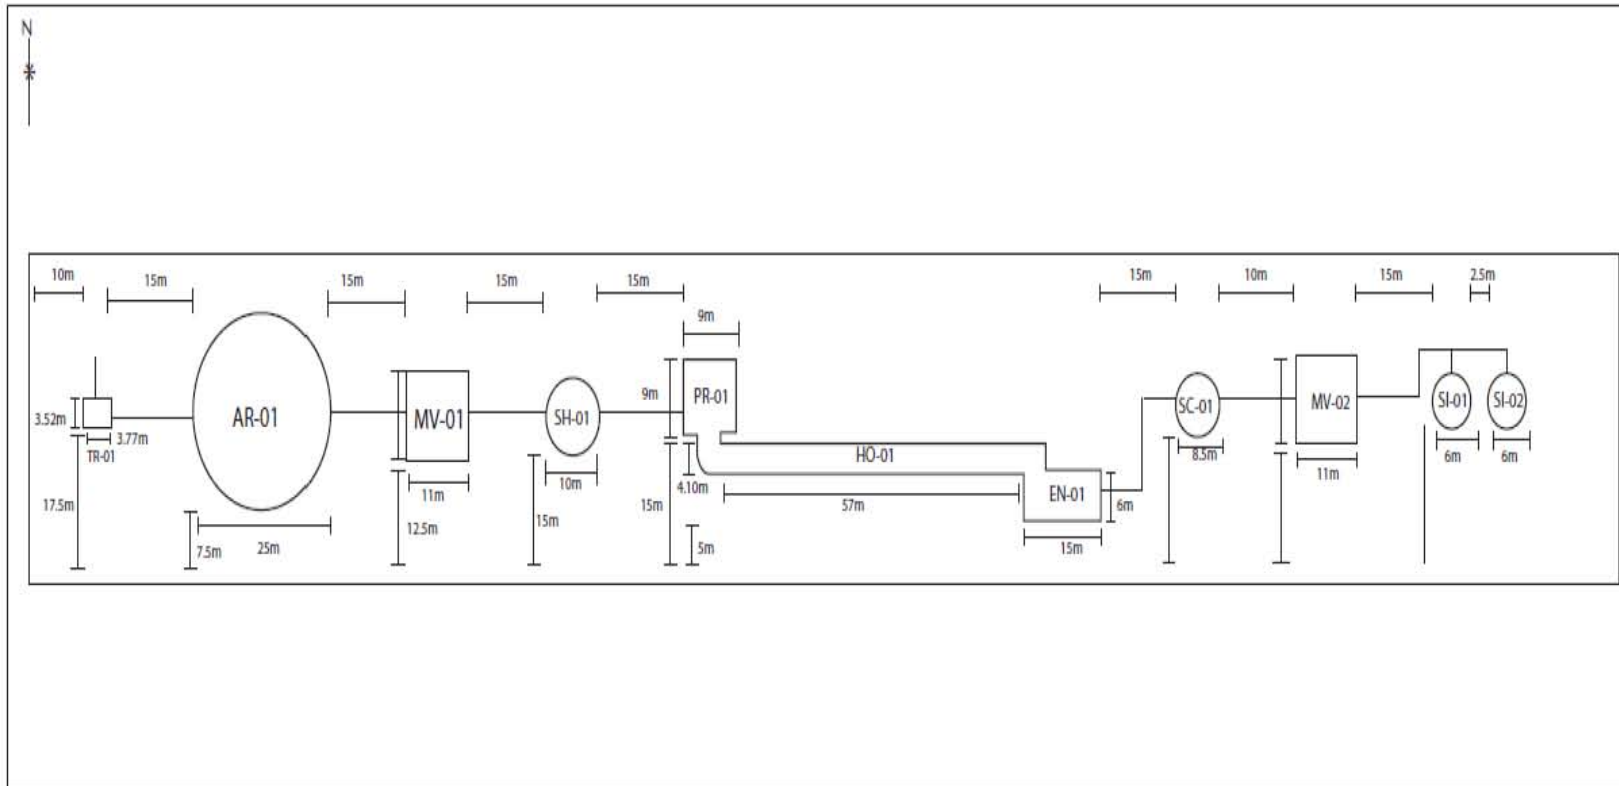 N
10m
15m
15m
15m
15m
15m
10m
15m
2.5m
9m
3.52m
AR-01
MV-01
SH-01
9m
PR-01
SC-01
MV-02
SI-01
SI-02
3.77m
TR-01
HO-01
8.5m
6m
6m
17.5m
11m
10m
4.10m
EN-01
11m
15m
57m
6m
7.5m
25m
12.5m
15m
5m
15m